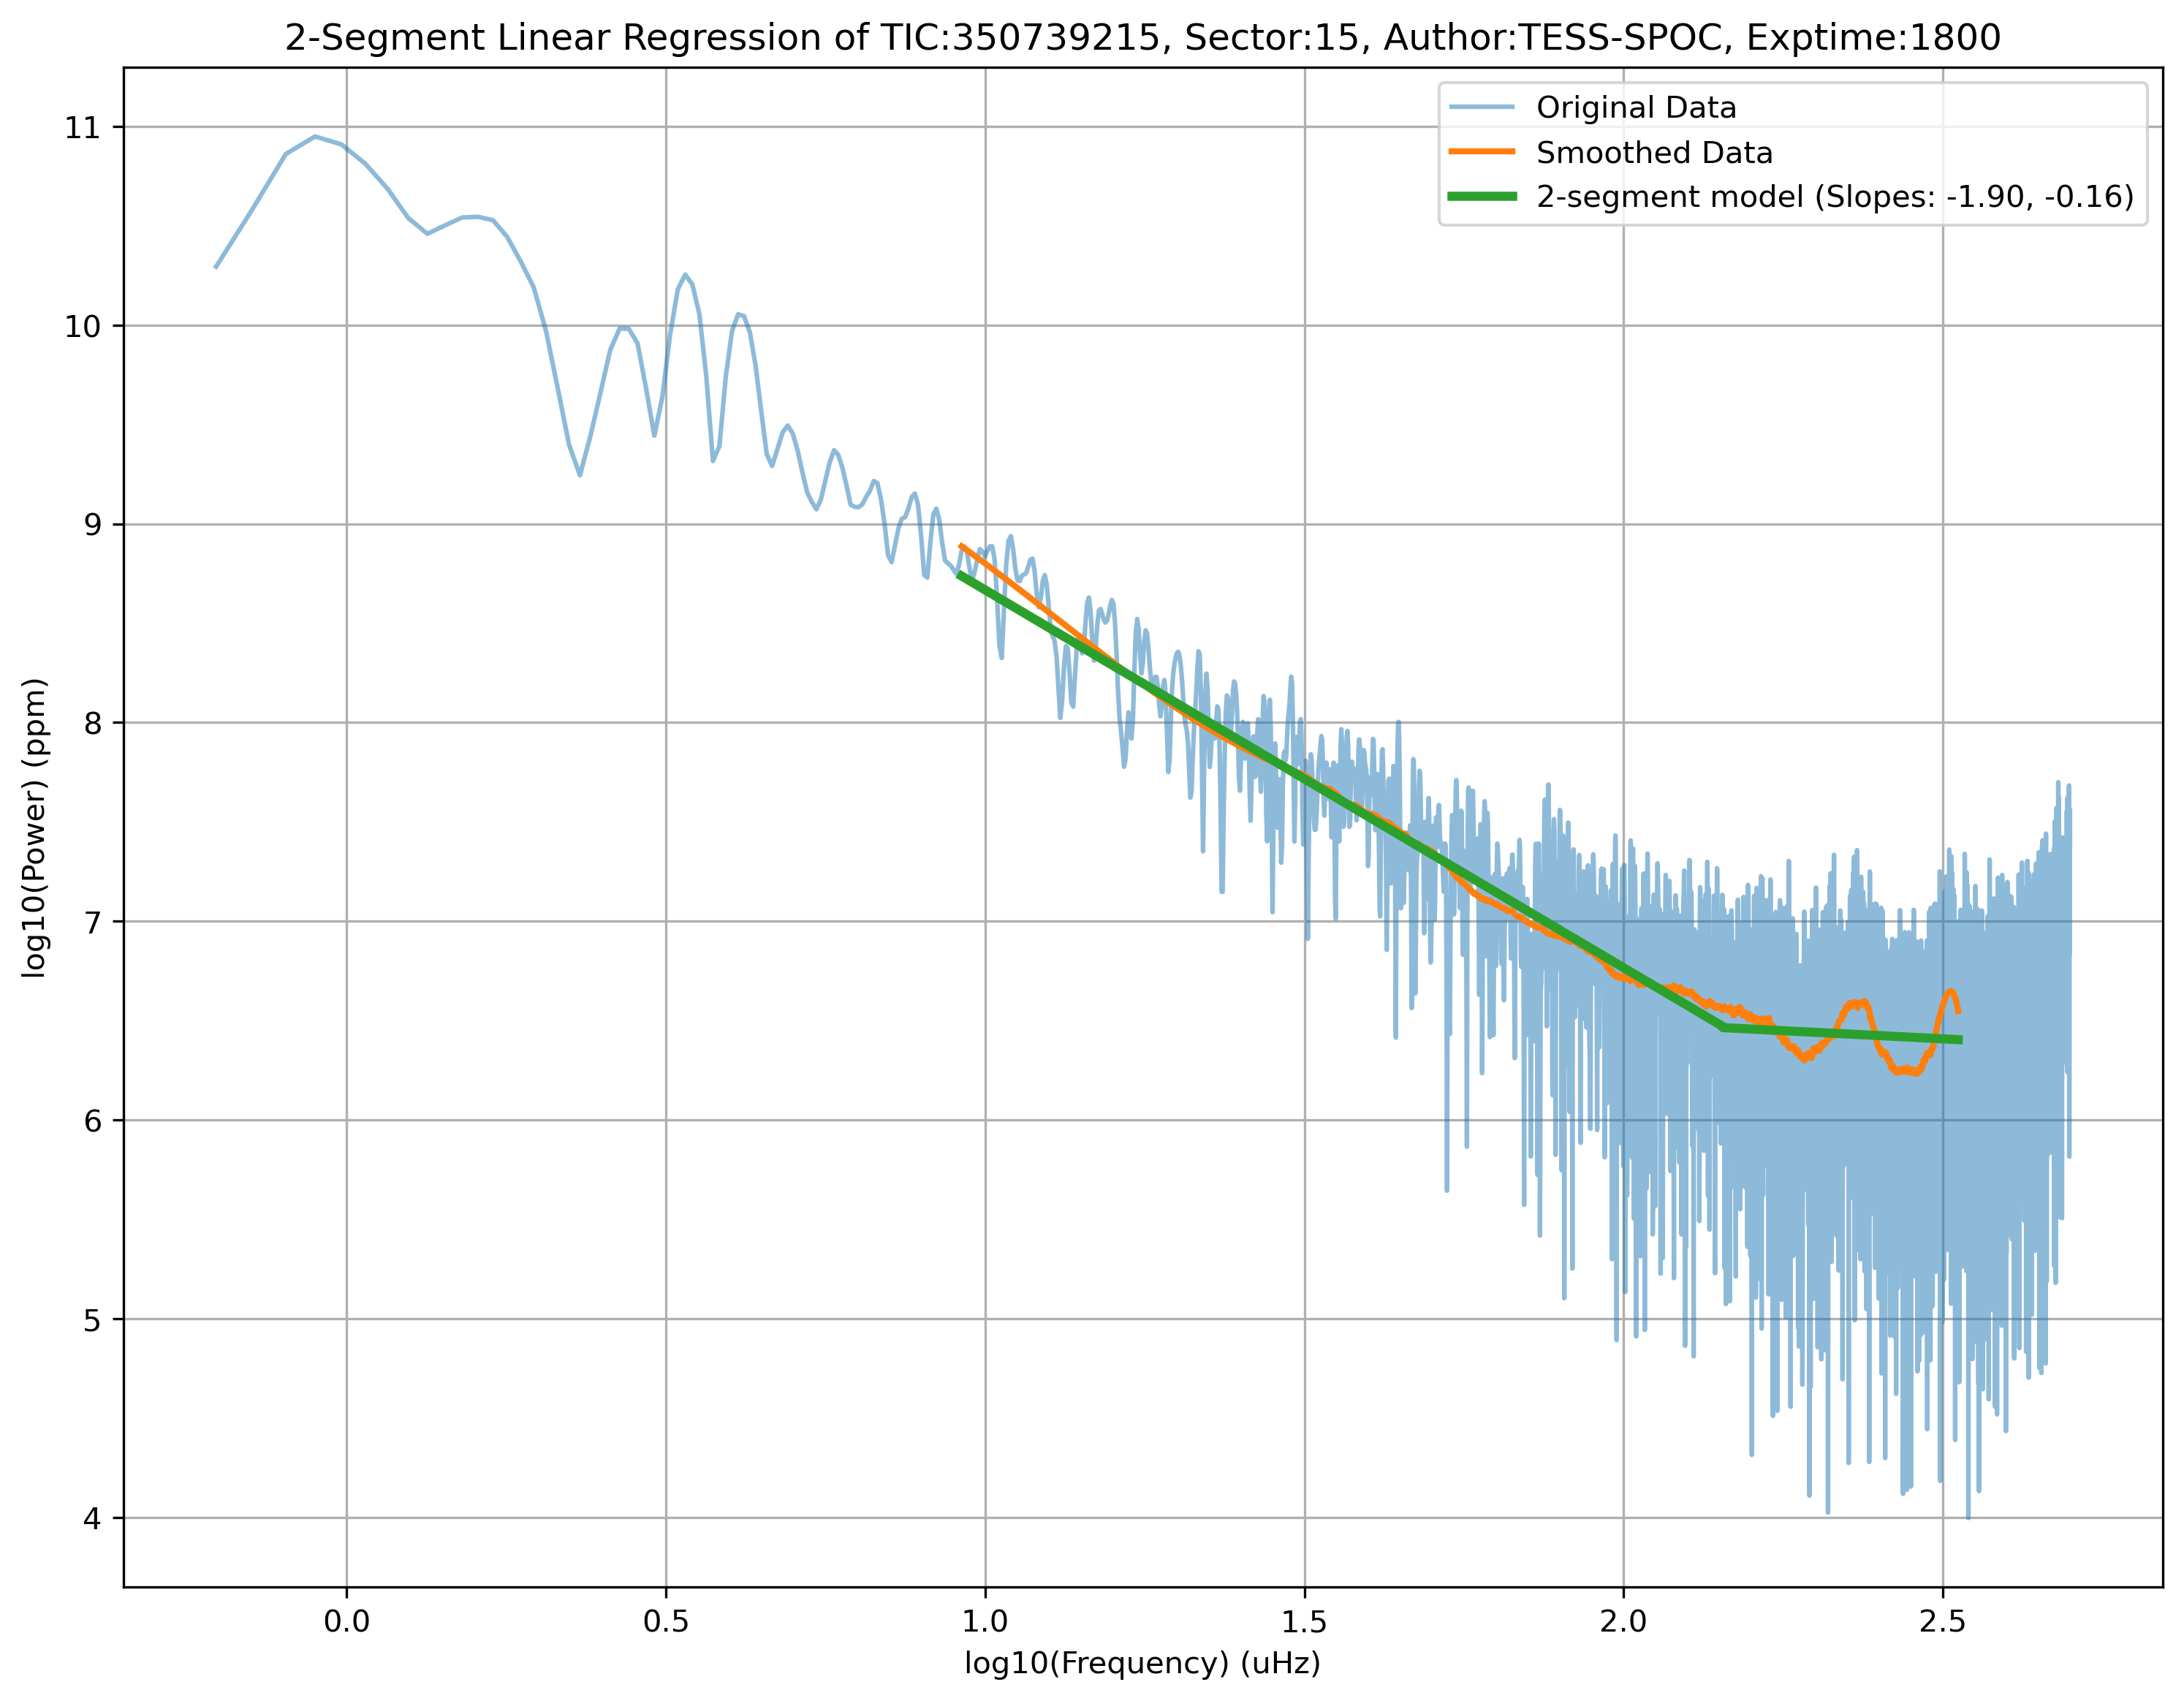 2-Segment Linear Regression of TIC:350739215, Sector:15, Author:TESS-SPOC, Exptime:1800
Original Data
Smoothed Data
2-segment model (Slopes: -1.90, -0.16)
log10(Power) (ppm)
11
10
9
8
7
6
5
4
0.0 0.5 1.0 1.5 2.0 2.5
log10(Frequency) (uHz)